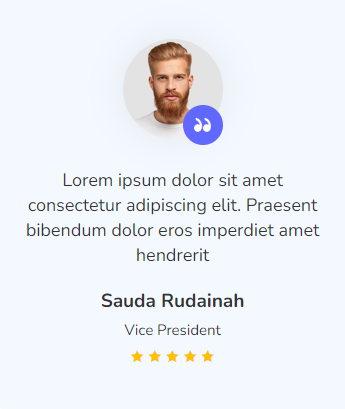 Lorem ipsum dolor sit amet
consectetur adipiscing elit. Praesent
bibendum dolor eros imperdiet amet
hendrerit
Sauda Rudainah
Vice President